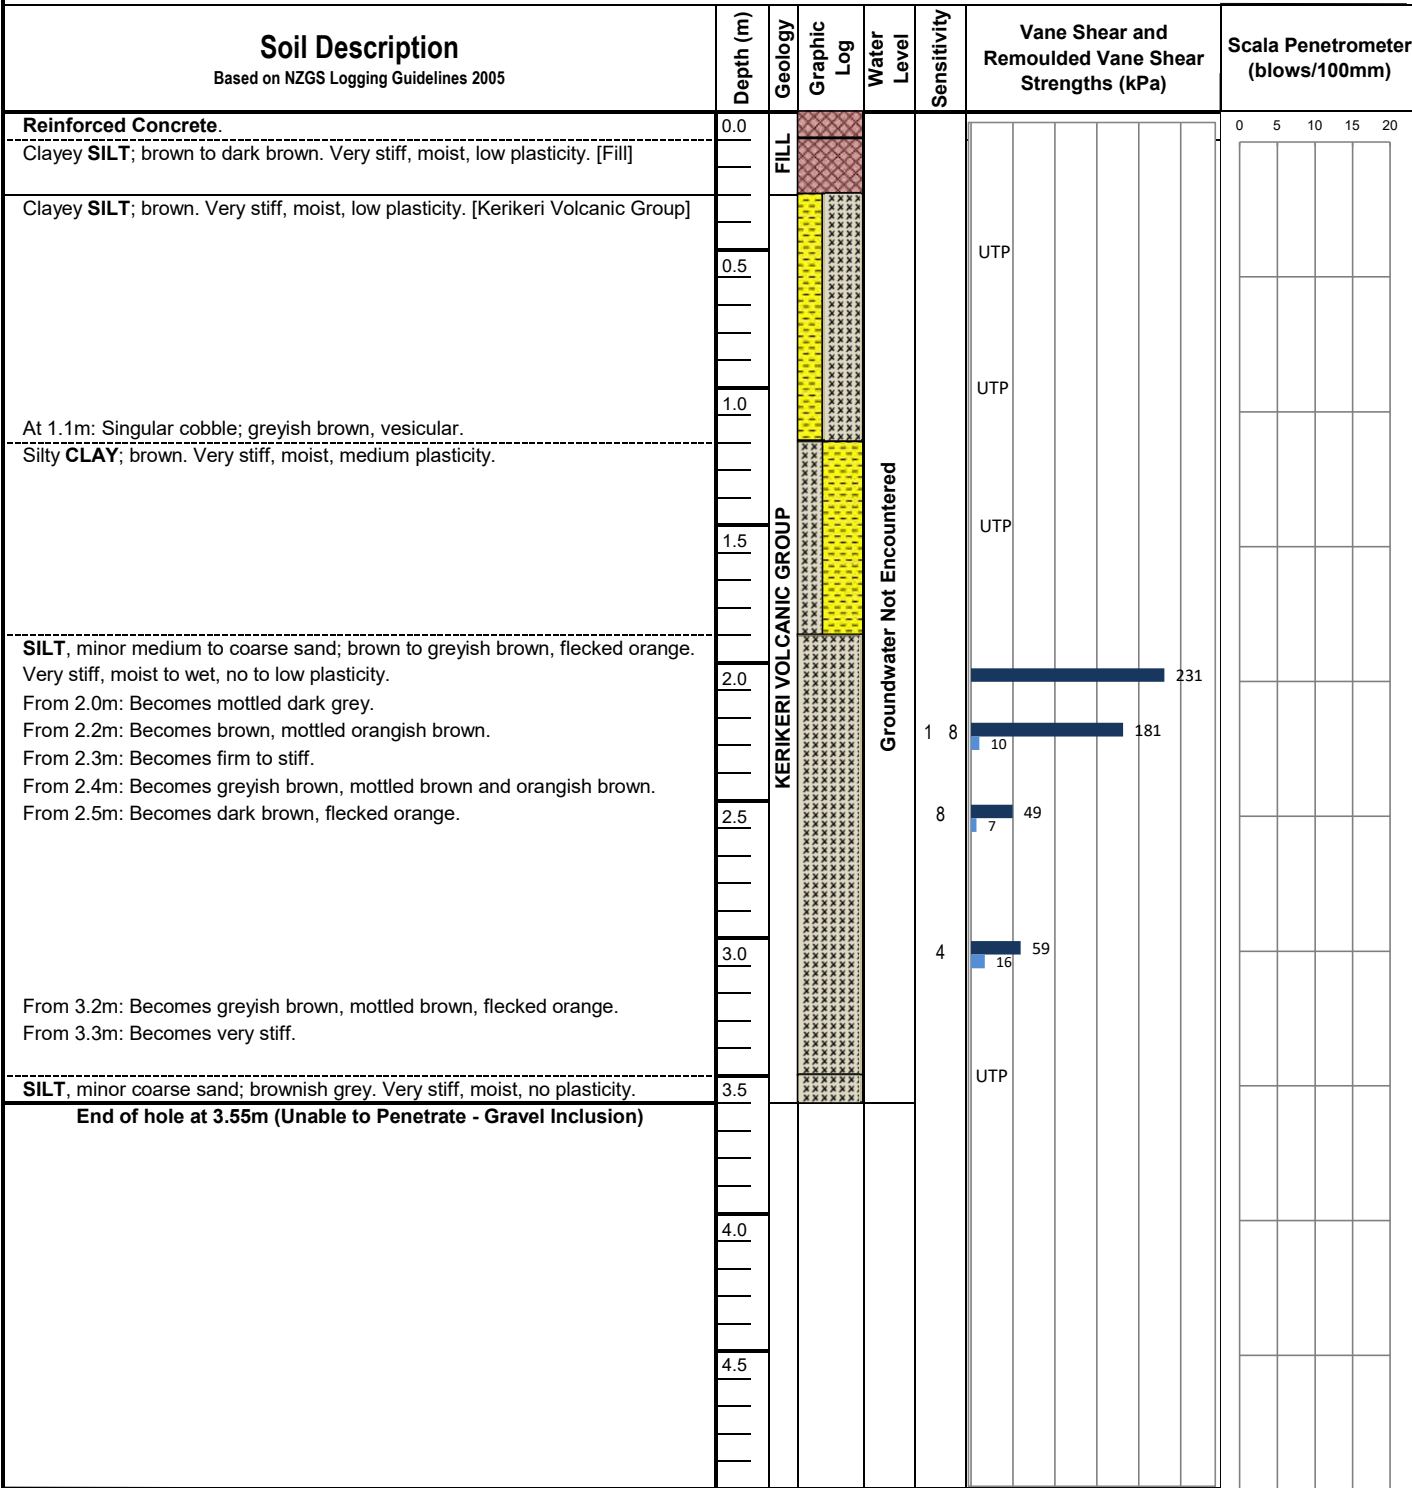 Soil Description
Based on NZGS Logging Guidelines 2005
Depth (m)
Geology
Graphic Log
Water Level
Sensitivity
Vane Shear and
Remoulded Vane Shear
Strengths (kPa)
Scala Penetrometer
(blows/100mm)
0 5 10 15 20
Reinforced Concrete.
0.0
Clayey SILT; brown to dark brown. Very stiff, moist, low plasticity. [Fill]
FILL
Clayey SILT; brown. Very stiff, moist, low plasticity. [Kerikeri Volcanic Group]
UTP
0.5
UTP
1.0
At 1.1m: Singular cobble; greyish brown, vesicular.
Silty CLAY; brown. Very stiff, moist, medium plasticity.
UTP
1.5
KERIKERI VOLCANIC GROUP
Groundwater Not Encountered
SILT, minor medium to coarse sand; brown to greyish brown, flecked orange.
Very stiff, moist to wet, no to low plasticity.
2.0
231
From 2.0m: Becomes mottled dark grey.
From 2.2m: Becomes brown, mottled orangish brown.
1 8
181
10
From 2.3m: Becomes firm to stiff.
From 2.4m: Becomes greyish brown, mottled brown and orangish brown.
From 2.5m: Becomes dark brown, flecked orange.
2.5
8
49
7
3.0
4
59
16
From 3.2m: Becomes greyish brown, mottled brown, flecked orange.
From 3.3m: Becomes very stiff.
UTP
SILT, minor coarse sand; brownish grey. Very stiff, moist, no plasticity.
3.5
End of hole at 3.55m (Unable to Penetrate - Gravel Inclusion)
4.0
4.5